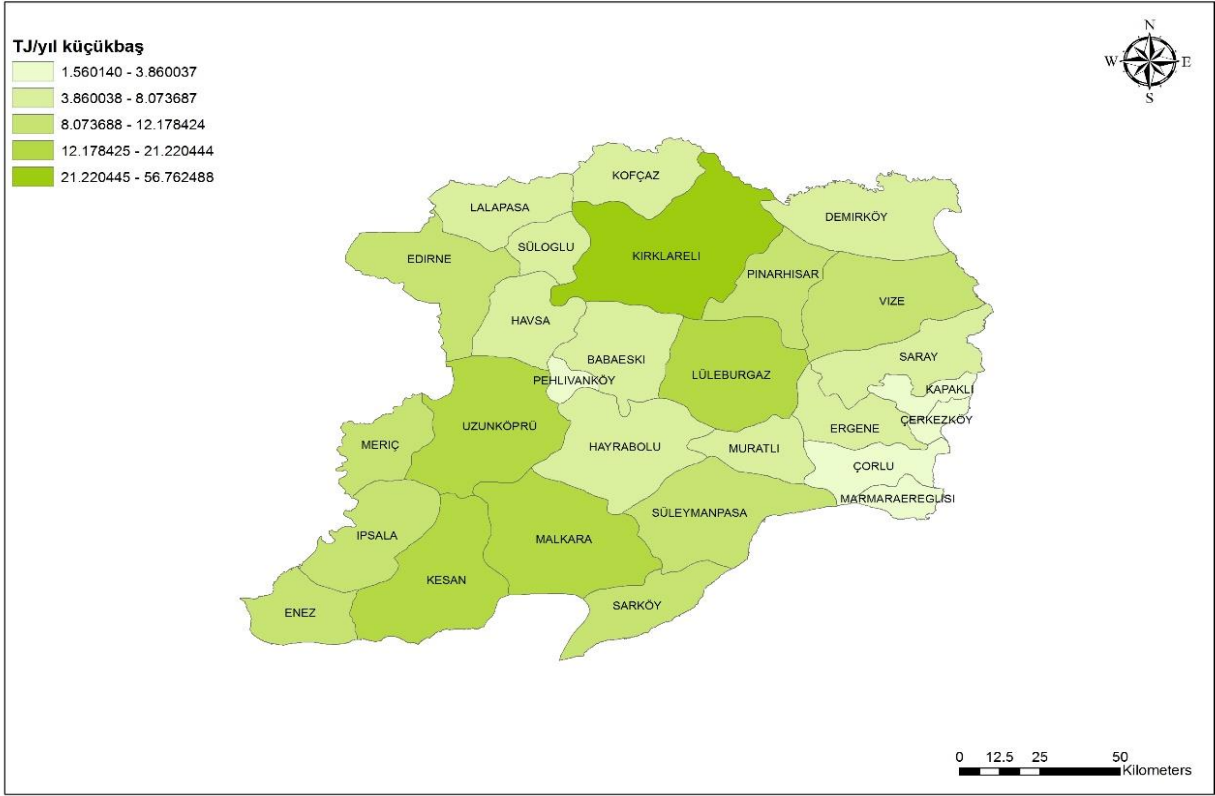 TJ/yıl küçükbaş
1.560140 - 3.860037
3.860038 - 8.073687
8.073688 - 12.178424
12.178425 - 21.220444
21.220445 - 56.762488
N
W E
S
KOFÇAZ
LALAPASA
DEMIRKÖY
SÜLOGLU
EDIRNE
KIRKLARELI
PINARHISAR
VIZE
HAVSA
BABAESKI
SARAY
LÜLEBURGAZ
PEHLIVANKÖY
KAPAKLI
ÇERKEZKÖY
UZUNKÖPRÜ
ERGENE
MERIÇ
HAYRABOLU
MURATLI
ÇORLU
MARMARAEREGLISI
SÜLEYMANPASA
IPSALA
MALKARA
KESAN
SARKÖY
ENEZ
0 12.5 25 50
Kilometers